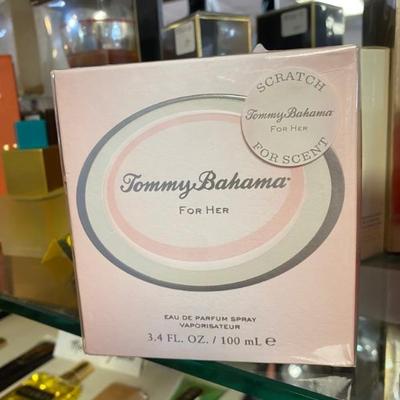 SCRATCH
Tommy Bahama
FOR HER
FOR SCENT
Tommy Bahama™
FOR HER
EAU DE PARFUM SPRAY
VAPORISATEUR
3.4 FL. OZ. / 100 mL ℮